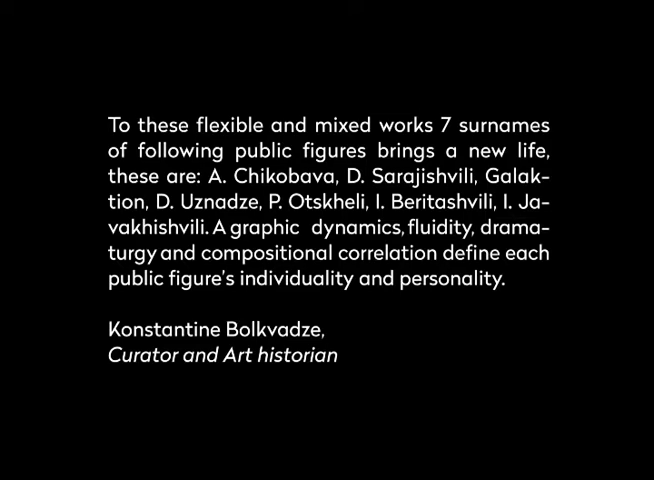 To these flexible and mixed works 7 surnames
of following public figures brings a new life,
these are: A. Chikobava, D. Sarajishvili, Galak-
tion, D. Uznadze, P. Otskheli, I. Beritashvili, I. Ja-
vakhishvili. A graphic dynamics, fluidity, drama-
turgy and compositional correlation define each
public figure's individuality and personality.
Konstantine Bolkvadze,
Curator and Art historian